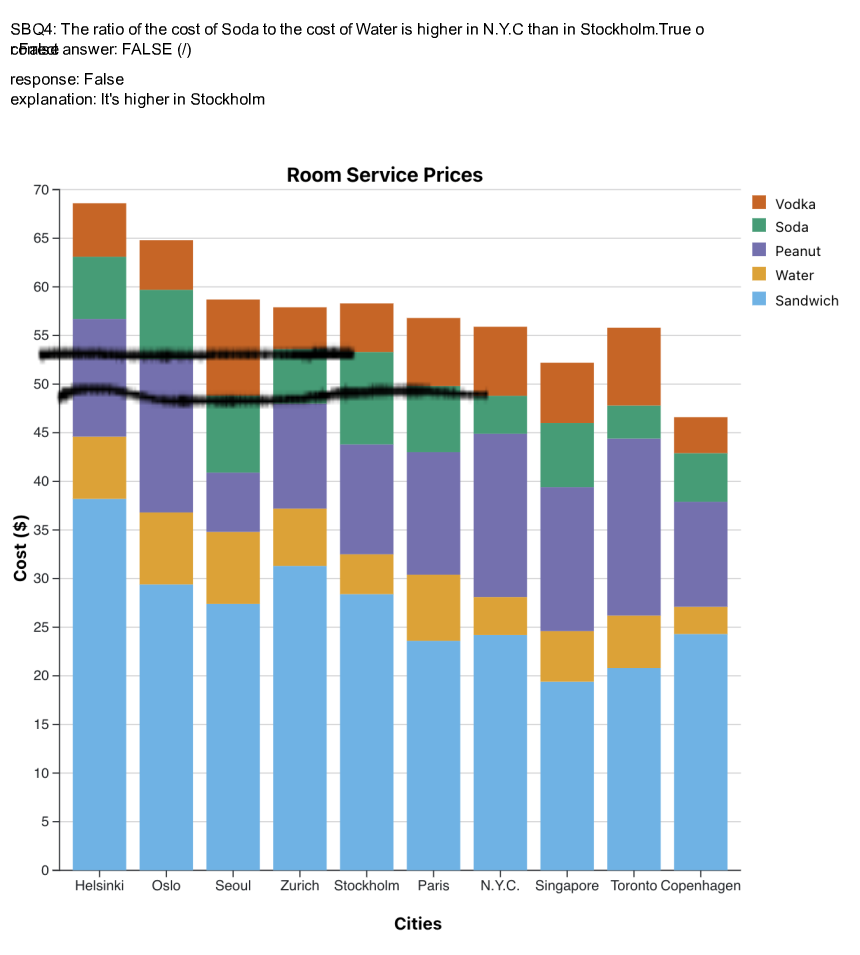 SBQ4: The ratio of the cost of Soda to the cost of Water is higher in N.Y.C than in Stockholm.True o
r False
correct answer: FALSE (/)
response: False
explanation: It's higher in Stockholm
Room Service Prices
70
65
60
55
50
45
40
35
30
25
20
15
10
5
0
Cost ($)
Vodka
Soda
Peanut
Water
Sandwich
Helsinki Oslo Seoul Zurich Stockholm Paris N.Y.C. Singapore Toronto Copenhagen
Cities